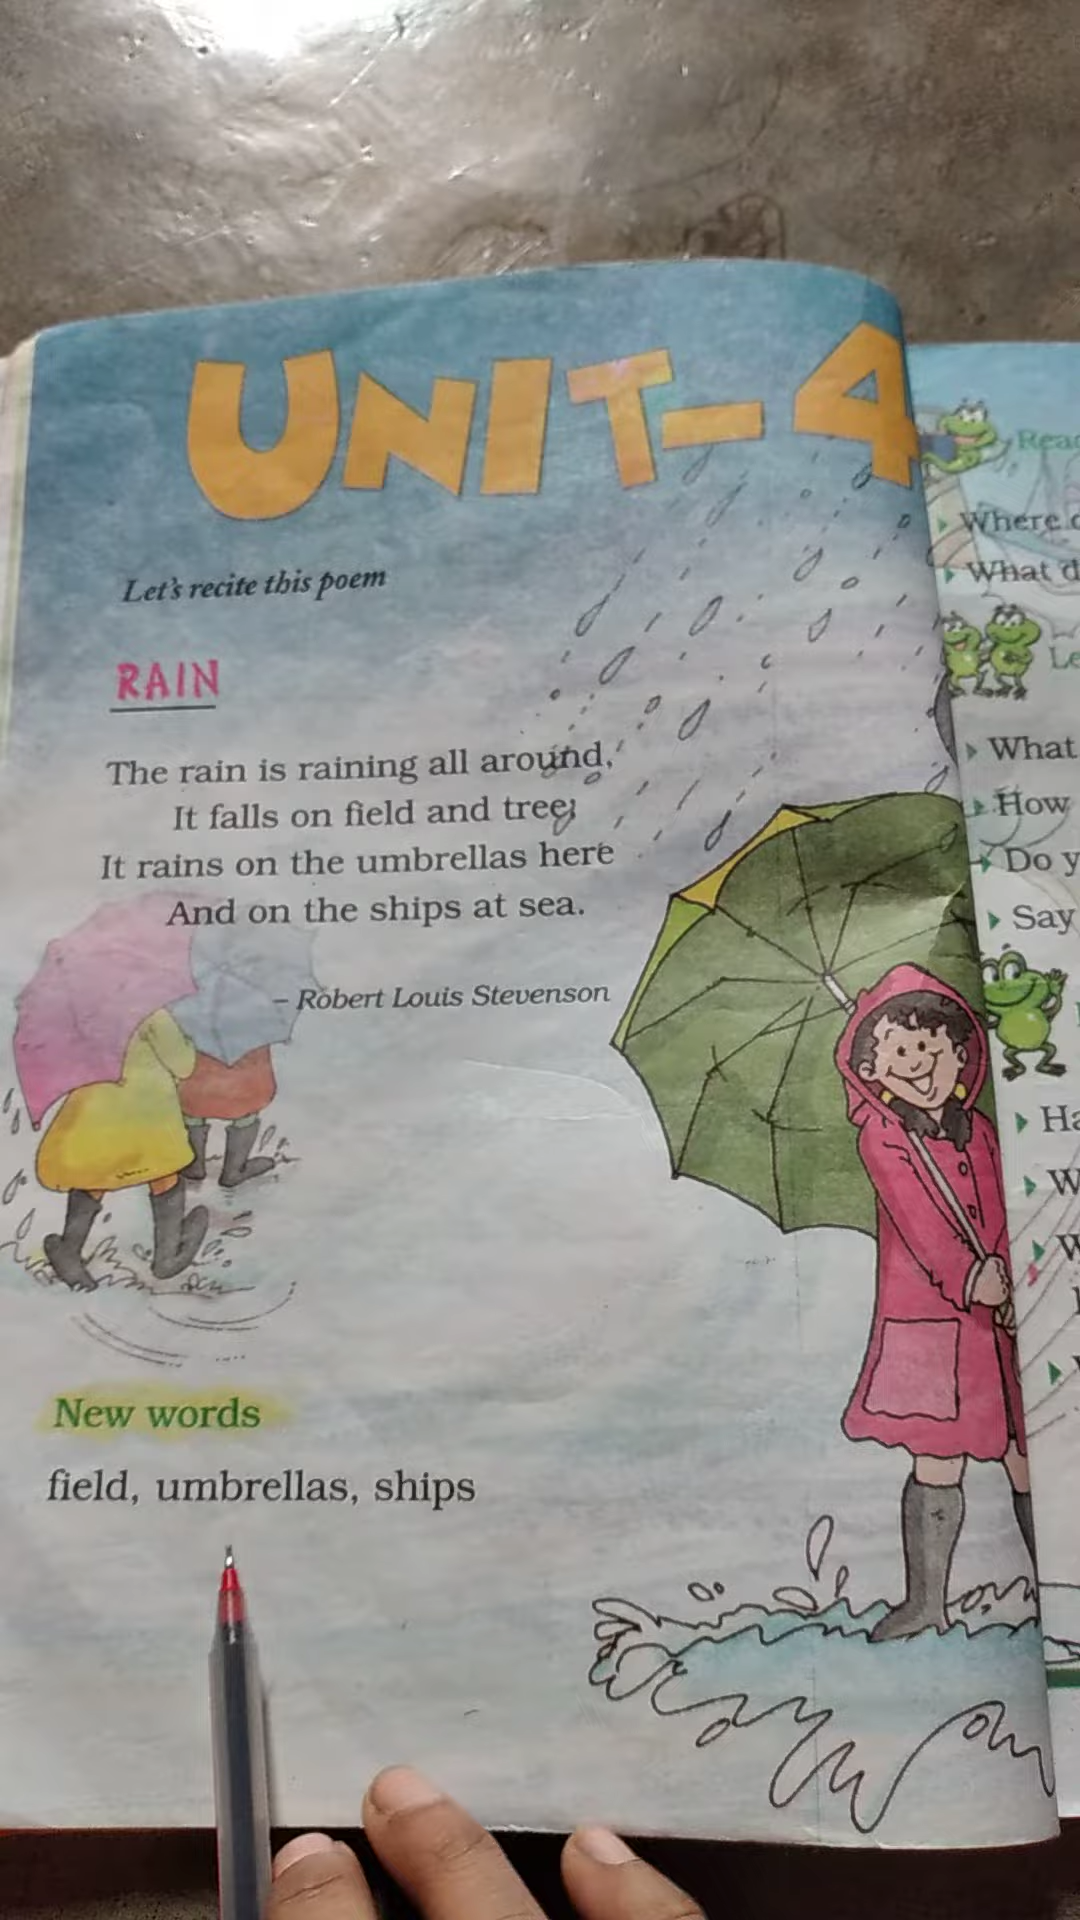 UNIT-4
Let's recite this poem
RAIN
The rain is raining all around,
It falls on field and tree;
It rains on the umbrellas here
And on the ships at sea.
– Robert Louis Stevenson
New words
field, umbrellas, ships
Where
What
What
How
Do
Say